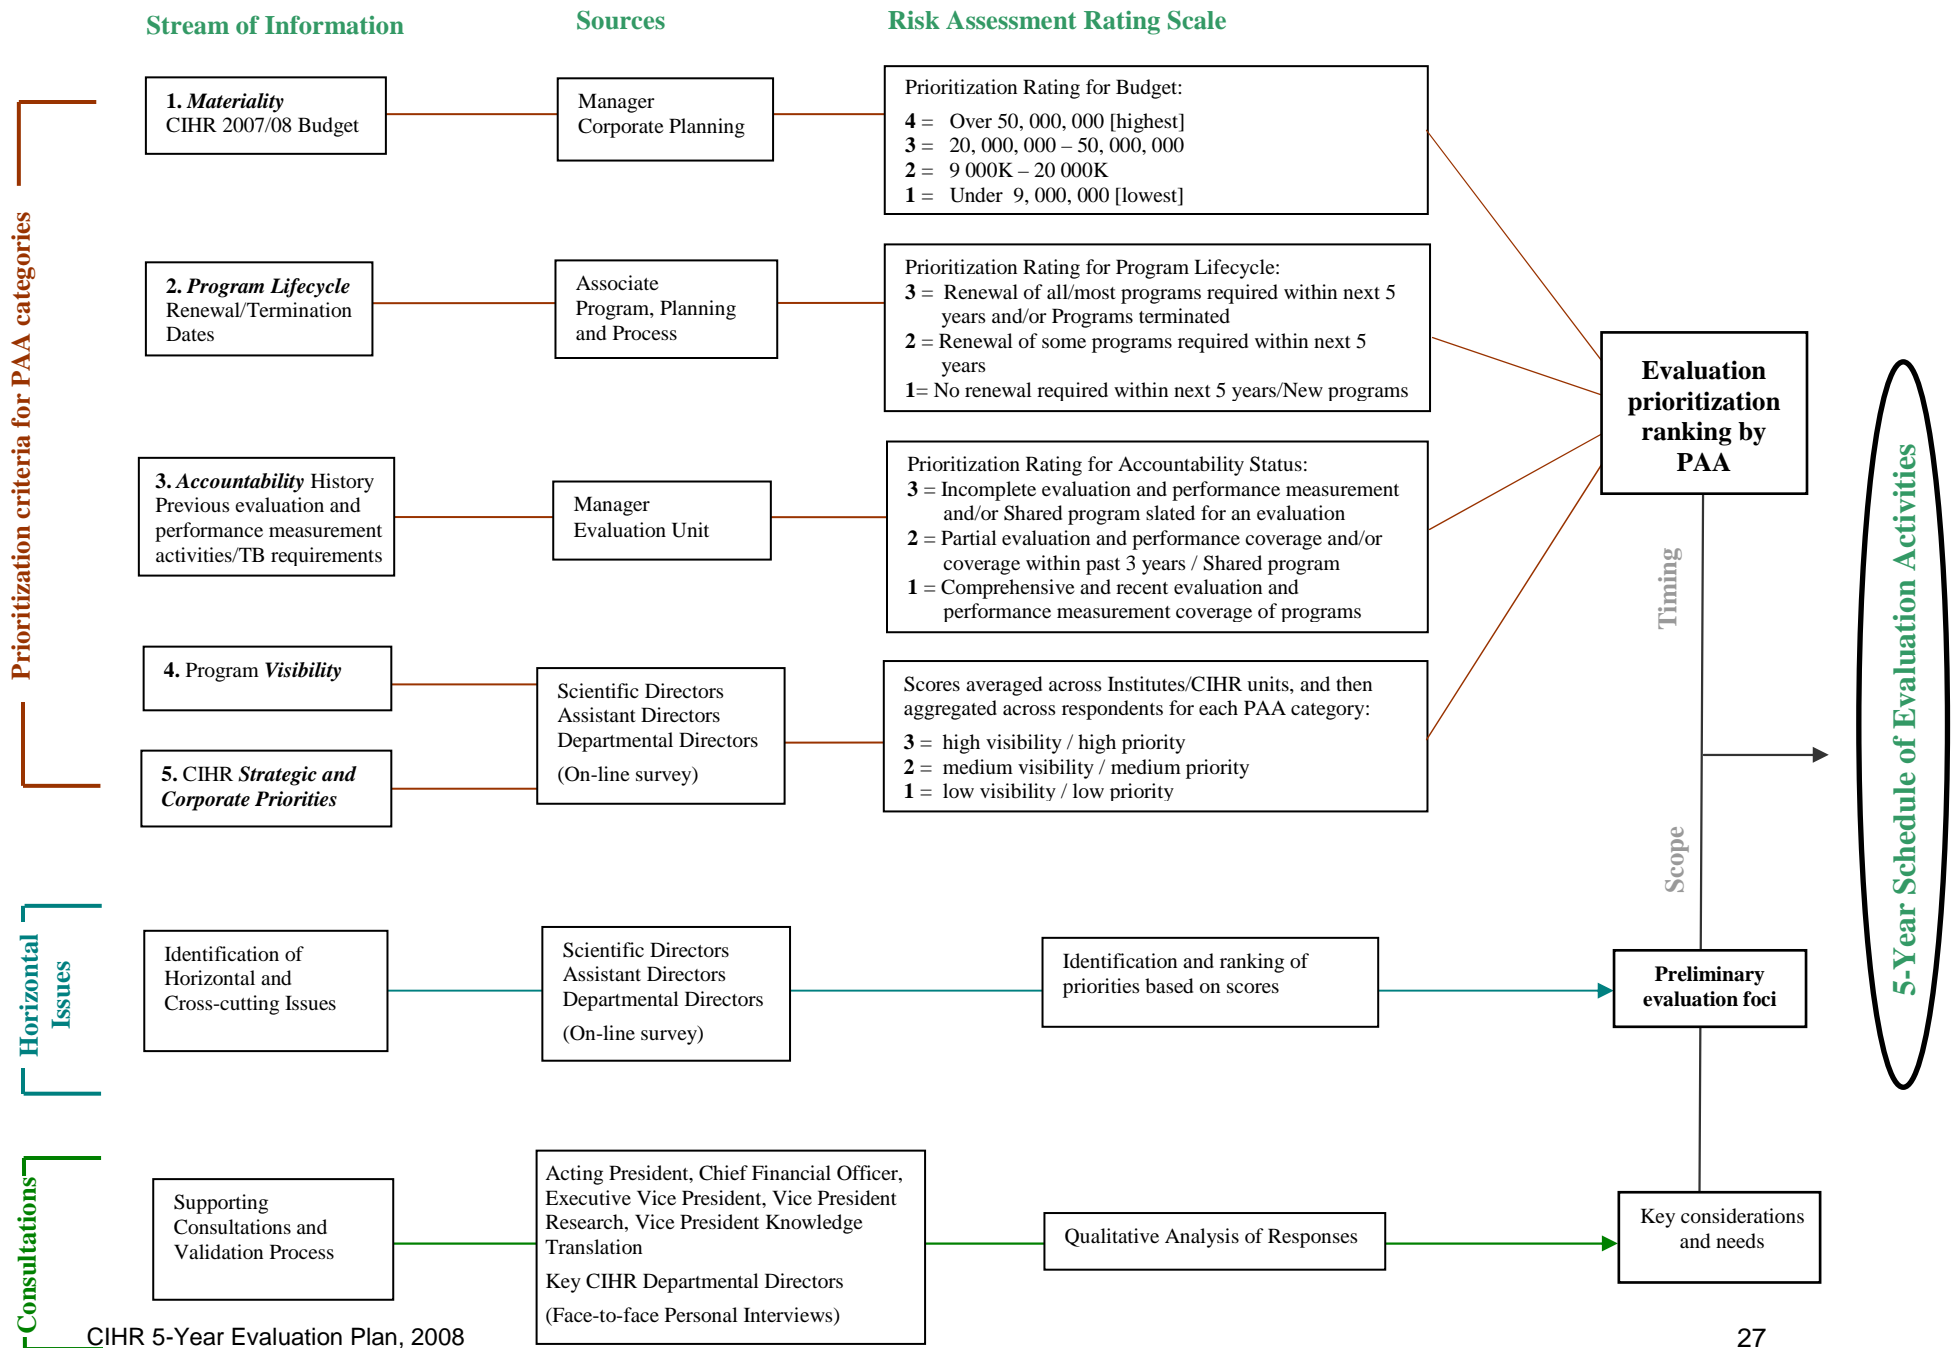 Stream of Information
Sources
Risk Assessment Rating Scale
Prioritization criteria for PAA categories
1. Materiality
CIHR 2007/08 Budget
Manager
Corporate Planning
Prioritization Rating for Budget:
4 = Over 50, 000, 000 [highest]
3 = 20, 000, 000 – 50, 000, 000
2 = 9 000K – 20 000K
1 = Under 9, 000, 000 [lowest]
2. Program Lifecycle
Renewal/Termination
Dates
Associate
Program, Planning
and Process
Prioritization Rating for Program Lifecycle:
3 = Renewal of all/most programs required within next 5
years and/or Programs terminated
2 = Renewal of some programs required within next 5
years
1= No renewal required within next 5 years/New programs
3. Accountability History
Previous evaluation and
performance measurement
activities/TB requirements
Manager
Evaluation Unit
Prioritization Rating for Accountability Status:
3 = Incomplete evaluation and performance measurement
and/or Shared program slated for an evaluation
2 = Partial evaluation and performance coverage and/or
coverage within past 3 years / Shared program
1 = Comprehensive and recent evaluation and
performance measurement coverage of programs
4. Program Visibility
5. CIHR Strategic and
Corporate Priorities
Scientific Directors
Assistant Directors
Departmental Directors
(On-line survey)
Scores averaged across Institutes/CIHR units, and then
aggregated across respondents for each PAA category:
3 = high visibility / high priority
2 = medium visibility / medium priority
1 = low visibility / low priority
Evaluation
prioritization
ranking by
PAA
Timing
Scope
5-Year Schedule of Evaluation Activities
Horizontal
Issues
Identification of
Horizontal and
Cross-cutting Issues
Scientific Directors
Assistant Directors
Departmental Directors
(On-line survey)
Identification and ranking of
priorities based on scores
Preliminary
evaluation foci
Consultations
Supporting
Consultations and
Validation Process
Acting President, Chief Financial Officer,
Executive Vice President, Vice President
Research, Vice President Knowledge
Translation
Key CIHR Departmental Directors
(Face-to-face Personal Interviews)
Qualitative Analysis of Responses
Key considerations
and needs
CIHR 5-Year Evaluation Plan, 2008
27